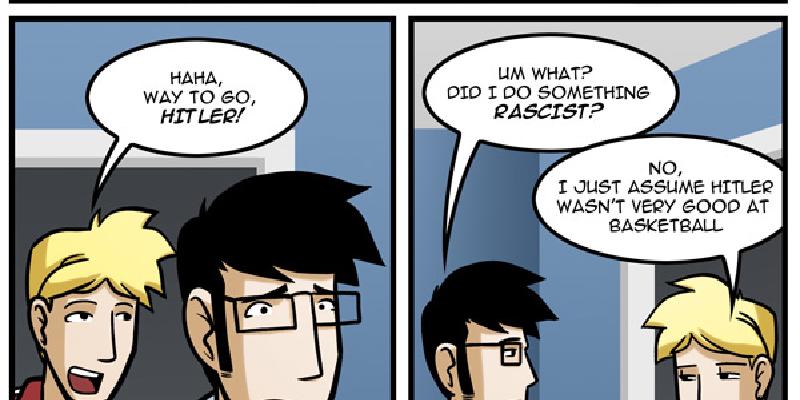 HAHA,
WAY TO GO,
HITLER!
UM WHAT?
DID I DO SOMETHING
RASCIST?
NO,
I JUST ASSUME HITLER
WASN'T VERY GOOD AT
BASKETBALL